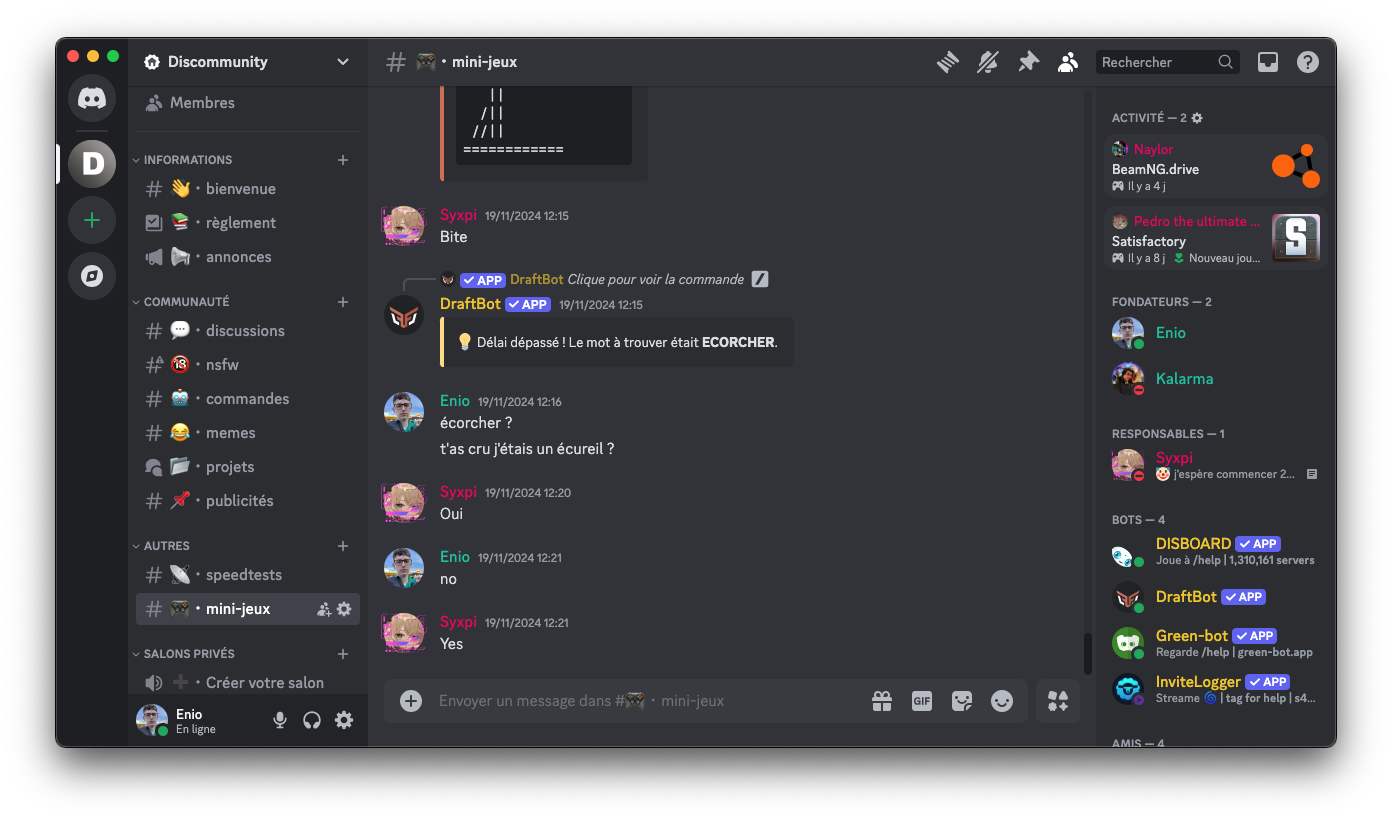 Discommunity
Membres
INFORMATIONS
👋・bienvenue
📚・règlement
📢・annonces
COMMUNAUTÉ
💬・discussions
🔞・nsfw
🤖・commandes
😂・memes
📂・projets
📌・publicités
AUTRES
📡・speedtests
🎮・mini-jeux
SALONS PRIVÉS
➕・Créer votre salon
Enio
En ligne
🎮・mini-jeux
Rechercher
||
/||
//||
============
Syxpi 19/11/2024 12:15
Bite
APP DraftBot Clique pour voir la commande
DraftBot APP 19/11/2024 12:15
💡 Délai dépassé ! Le mot à trouver était ECORCHER.
Enio 19/11/2024 12:16
écorcher ?
t'as cru j'étais un écureil ?
Syxpi 19/11/2024 12:20
Oui
Enio 19/11/2024 12:21
no
Syxpi 19/11/2024 12:21
Yes
Envoyer un message dans #🎮・mini-jeux
GIF
ACTIVITÉ — 2
Naylor
BeamNG.drive
Il y a 4 j
Pedro the ultimate ...
Satisfactory
Il y a 8 j Nouveau jou...
S
FONDATEURS — 2
Enio
Kalarma
RESPONSABLES — 1
Syxpi
🤡 j'espère commencer 2...
BOTS — 4
DISBOARD APP
Joue à /help | 1,310,161 servers
DraftBot APP
Green-bot APP
Regarde /help | green-bot.app
InviteLogger APP
Streame 🌀 | tag for help | s4...
AMIS — 4
D